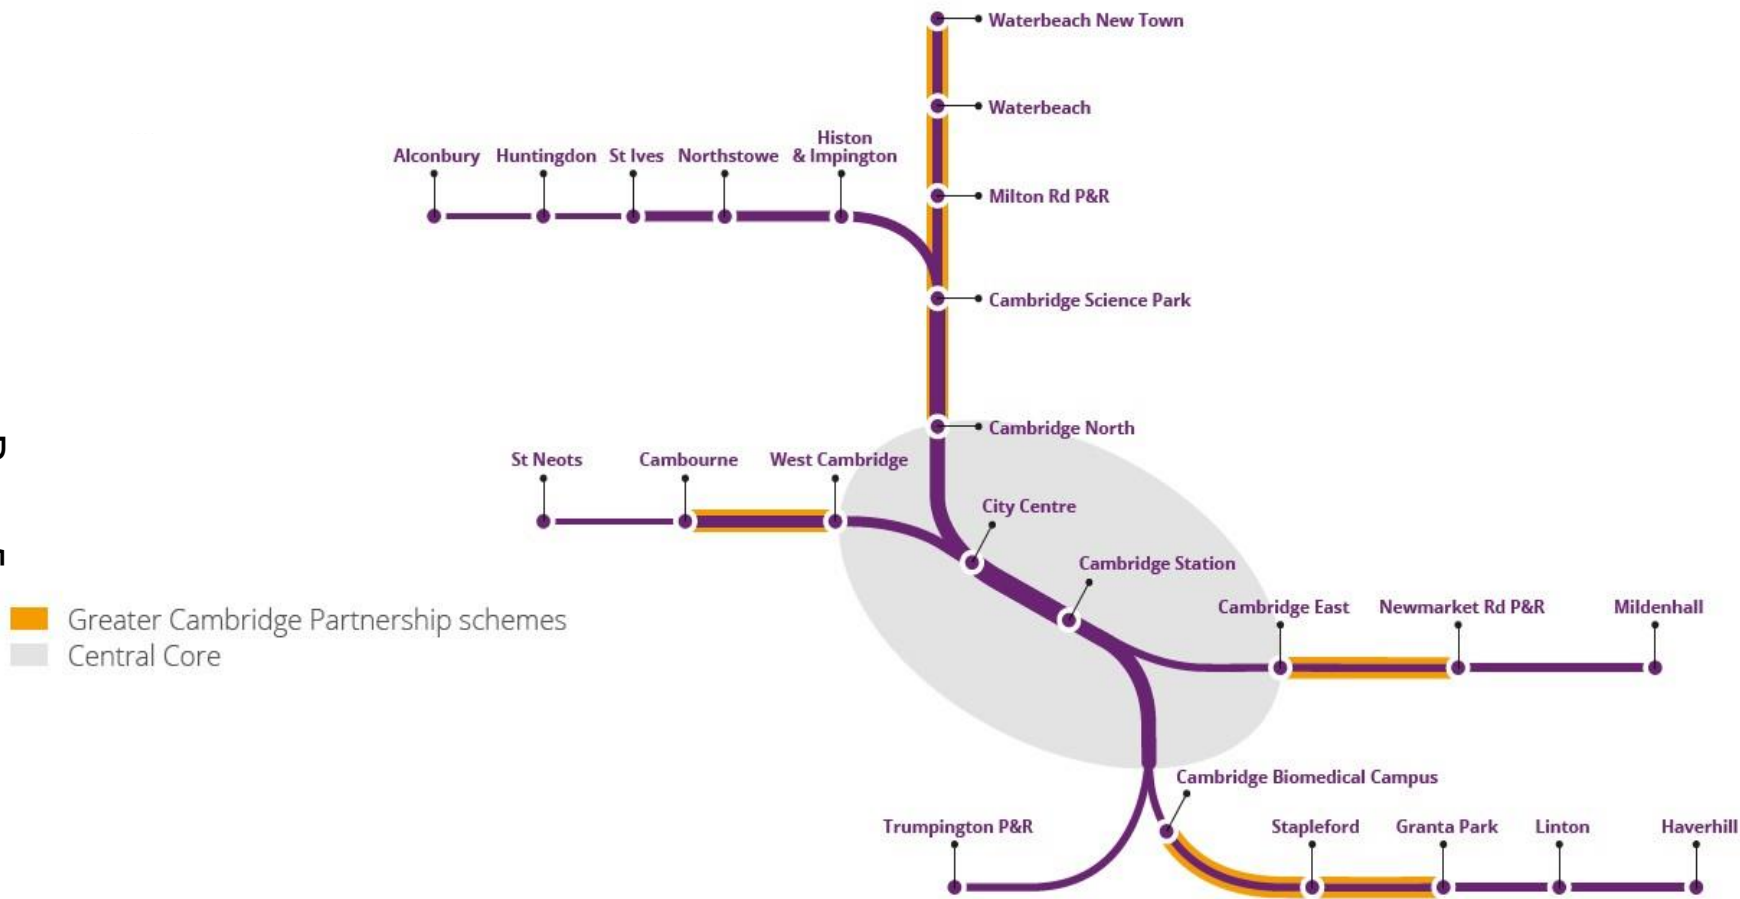 Waterbeach New Town
Waterbeach
Histon
& Impington
Alconbury
Huntingdon
St Ives
Northstowe
Milton Rd P&R
Cambridge Science Park
Cambridge North
St Neots
Cambourne
West Cambridge
City Centre
Cambridge Station
Cambridge East
Newmarket Rd P&R
Mildenhall
Greater Cambridge Partnership schemes
Central Core
Cambridge Biomedical Campus
Trumpington P&R
Stapleford
Granta Park
Linton
Haverhill